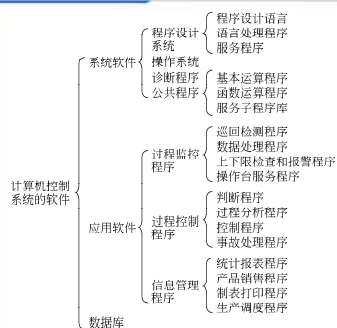 程序设计语言
程序设计
系统
语言处理程序
服务程序
系统软件
操作系统
诊断程序
公共程序
基本运算程序
函数运算程序
服务子程序库
计算机控制
系统的软件
应用软件
过程监控
程序
巡回检测程序
数据处理程序
上下限检查和报警程序
操作台服务程序
过程控制
程序
判断程序
过程分析程序
控制程序
事故处理程序
信息管理
程序
统计报表程序
产品销售程序
制表打印程序
生产调度程序
数据库